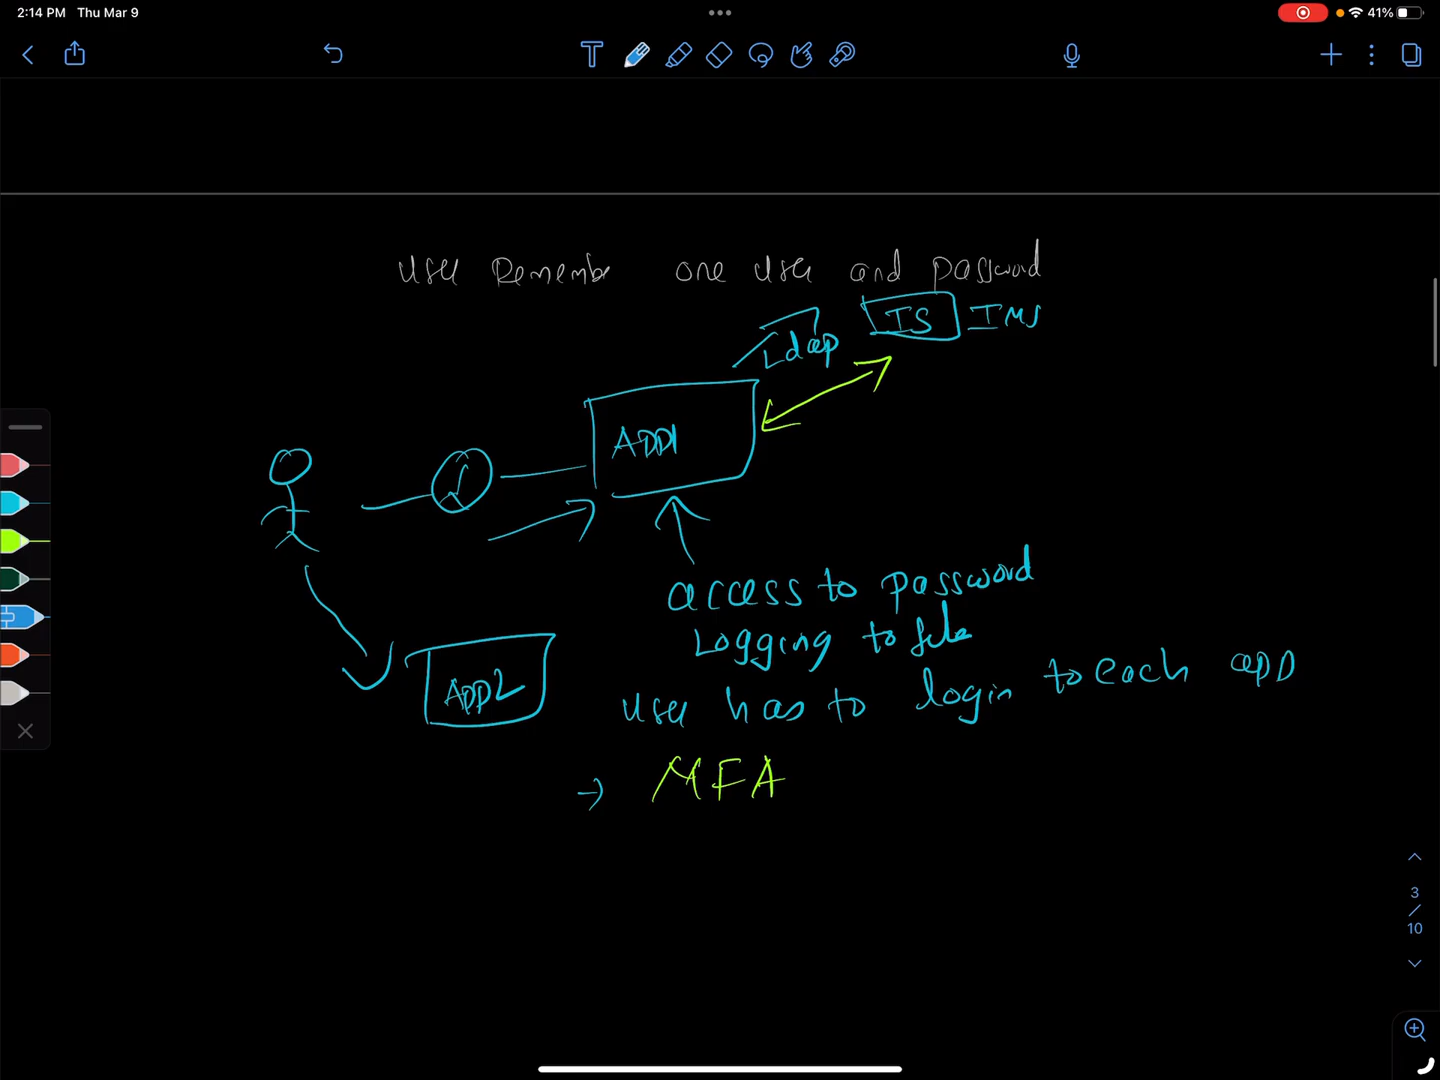 2:14 PM Thu Mar 9
41%
T
user Remember one user and password
IS IMS
Ldap
APP1
access to password
Logging to file
APP2
user has to login to each app
→ MFA
3
/
10